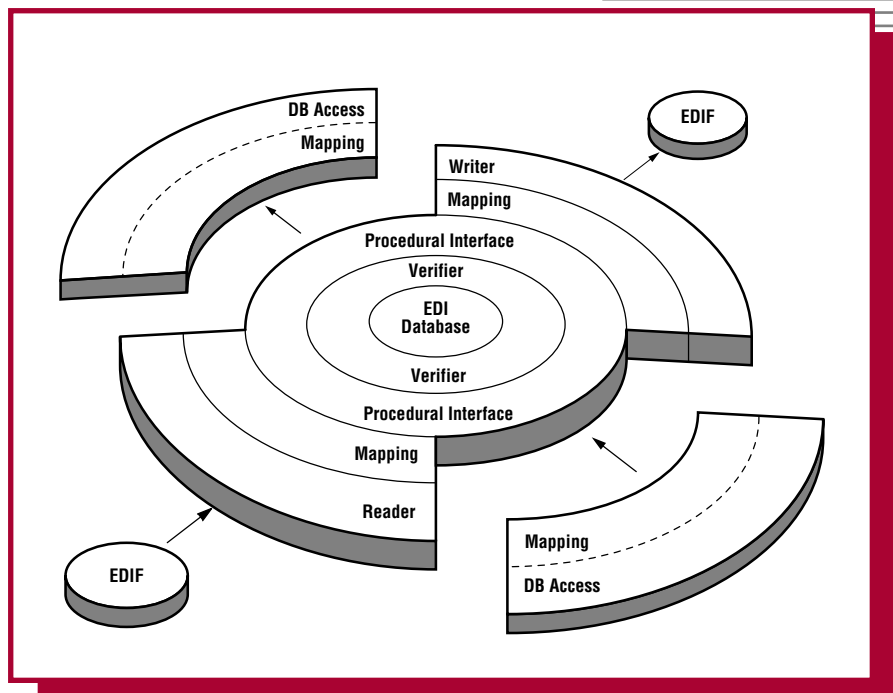 DB Access
Mapping
EDIF
Writer
Mapping
Procedural Interface
Verifier
EDI
Database
Verifier
Procedural Interface
Mapping
Reader
EDIF
Mapping
DB Access